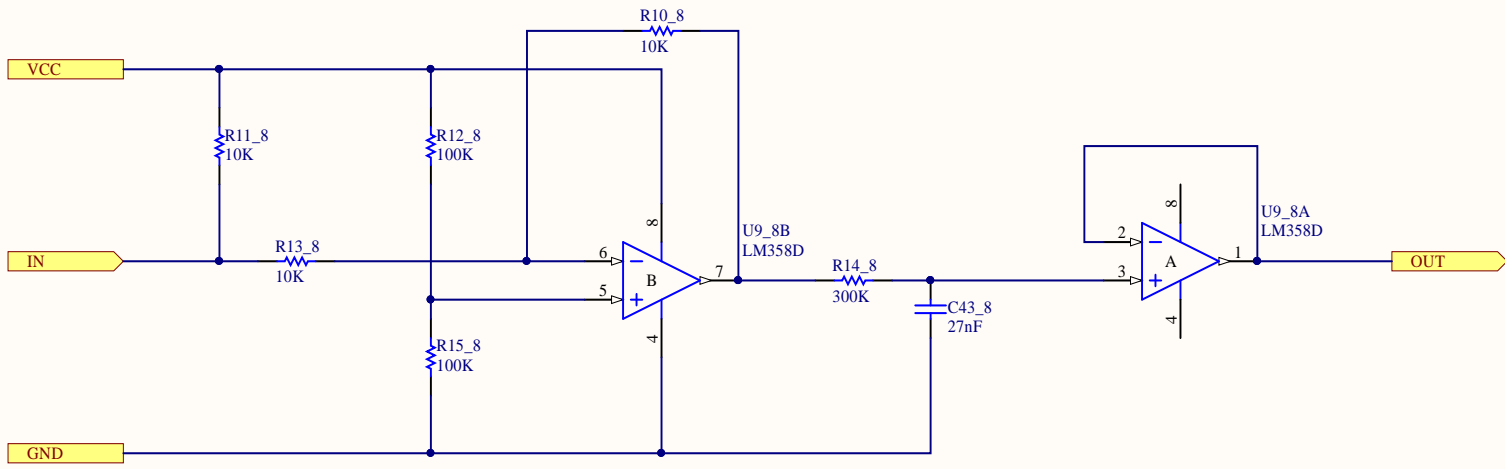 R10_8
10K
VCC
R11_8
10K
R12_8
100K
IN
R13_8
10K
8
6
5
B
7
4
U9_8B
LM358D
R14_8
300K
C43_8
27nF
8
2
3
A
1
4
U9_8A
LM358D
OUT
R15_8
100K
GND